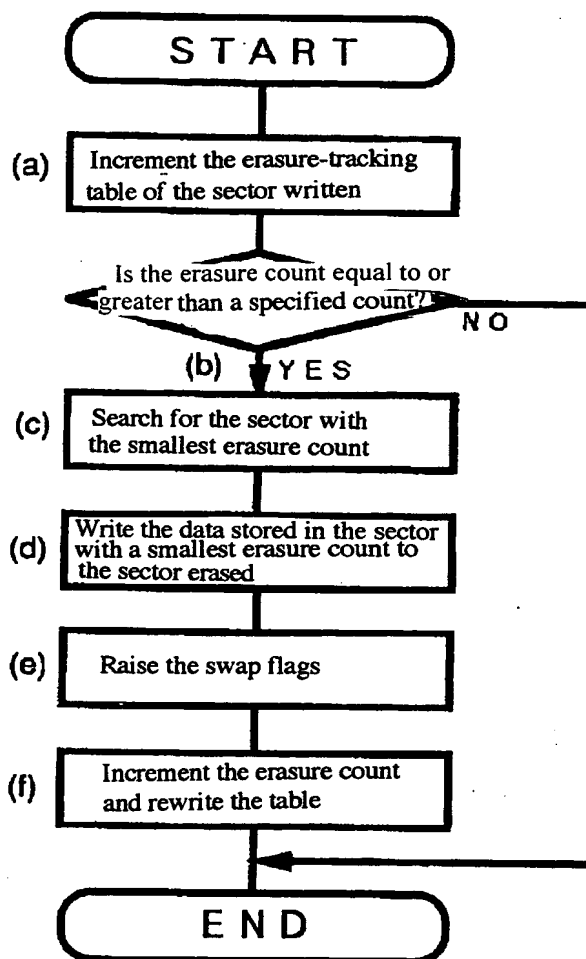 START
(a)
Increment the erasure-tracking
table of the sector written
Is the erasure count equal to or
greater than a specified count?
NO
(b)
YES
(c)
Search for the sector with
the smallest erasure count
(d)
Write the data stored in the sector
with a smallest erasure count to
the sector erased
(e)
Raise the swap flags
(f)
Increment the erasure count
and rewrite the table
END